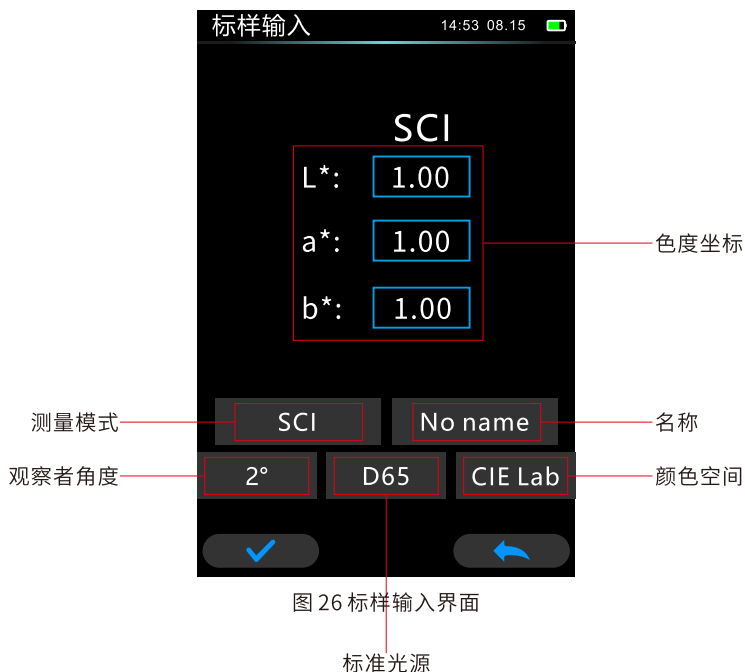 标样输入 14:53 08.15
SCI
L*: 1.00
a*: 1.00
色度坐标
b*: 1.00
测量模式 SCI No name 名称
观察者角度 2° D65 CIE Lab 颜色空间
图 26 标样输入界面
标准光源